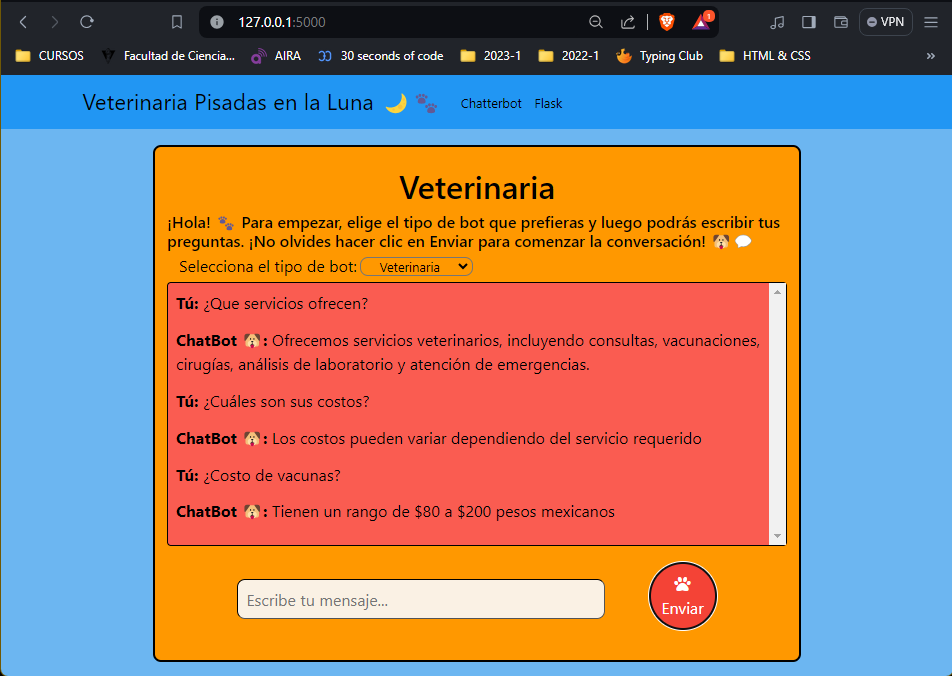 127.0.0.1:5000
1
VPN
CURSOS
Facultad de Ciencia...
AIRA
30 seconds of code
2023-1
2022-1
Typing Club
HTML & CSS
»
Veterinaria Pisadas en la Luna 🌙 🐾
Chatterbot
Flask
Veterinaria
¡Hola! 🐾 Para empezar, elige el tipo de bot que prefieras y luego podrás escribir tus
preguntas. ¡No olvides hacer clic en Enviar para comenzar la conversación! 🐶 💬
Selecciona el tipo de bot: Veterinaria
Tú: ¿Que servicios ofrecen?
ChatBot 🐶: Ofrecemos servicios veterinarios, incluyendo consultas, vacunaciones,
cirugías, análisis de laboratorio y atención de emergencias.
Tú: ¿Cuáles son sus costos?
ChatBot 🐶: Los costos pueden variar dependiendo del servicio requerido
Tú: ¿Costo de vacunas?
ChatBot 🐶: Tienen un rango de $80 a $200 pesos mexicanos
Escribe tu mensaje...
Enviar